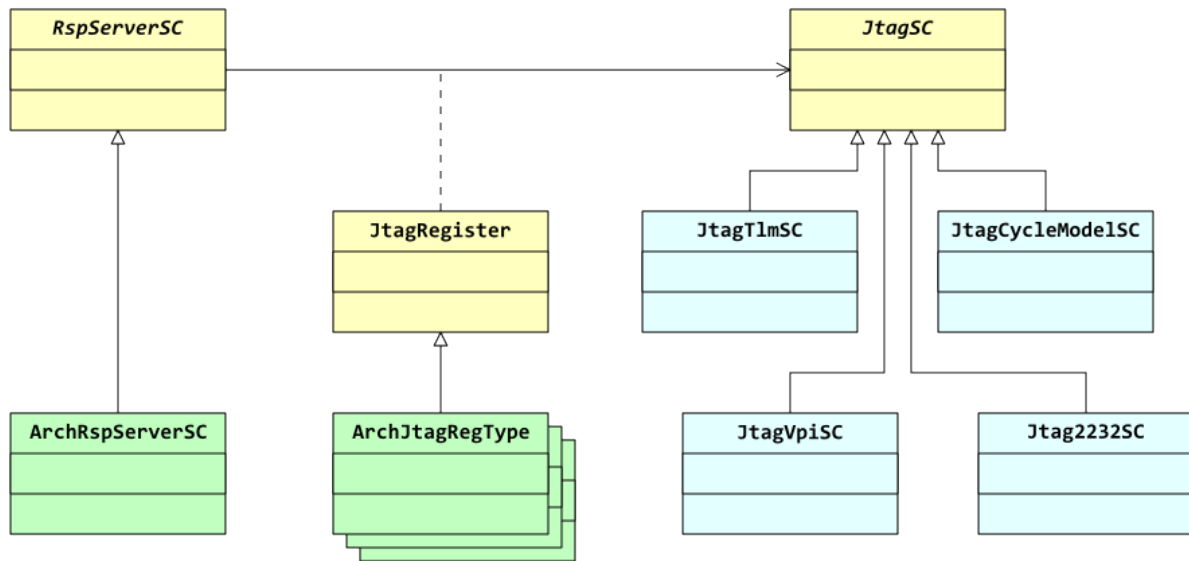 RspServerSC
JtagSC
JtagRegister
JtagTlmSC
JtagCycleModelSC
ArchRspServerSC
ArchJtagRegType
JtagVpiSC
Jtag2232SC